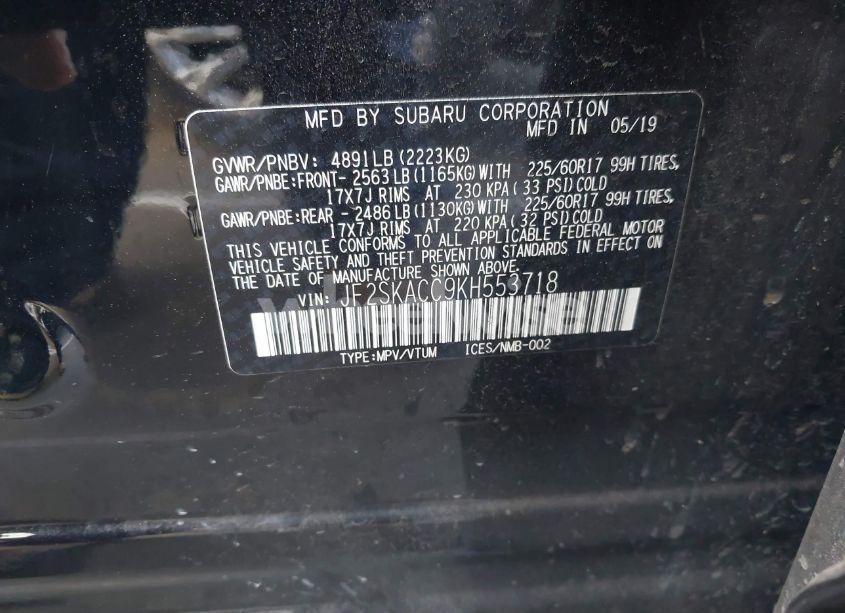 MFD BY SUBARU CORPORATION
MFD IN 05/19
GVWR/PNBV: 4891LB(2223KG)
GAWR/PNBE:FRONT- 2563LB(1165KG)WITH 225/60R17 99H TIRES,
17X7J RIMS AT 230 KPA( 33 PSI)COLD
GAWR/PNBE:REAR - 2486LB(1130KG)WITH 225/60R17 99H TIRES,
17X7J RIMS AT 220 KPA( 32 PSI)COLD
THIS VEHICLE CONFORMS TO ALL APPLICABLE FEDERAL MOTOR
VEHICLE SAFETY AND THEFT PREVENTION STANDARDS IN EFFECT ON
THE DATE OF MANUFACTURE SHOWN ABOVE.
VIN: JF2SKACC9KH553718
TYPE:MPV/VTUM ICES/NMB-002